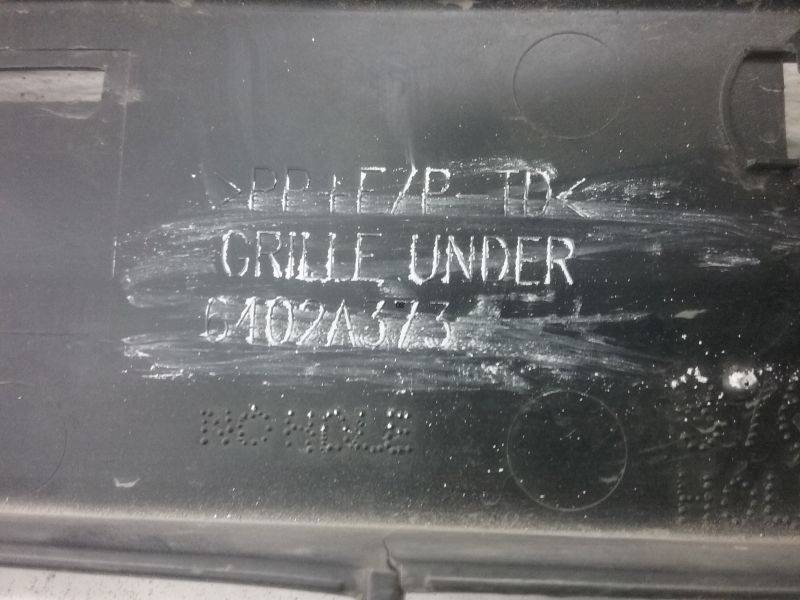 >PP+E/P-TD<
GRILLE UNDER
6402A373
NO HOLE